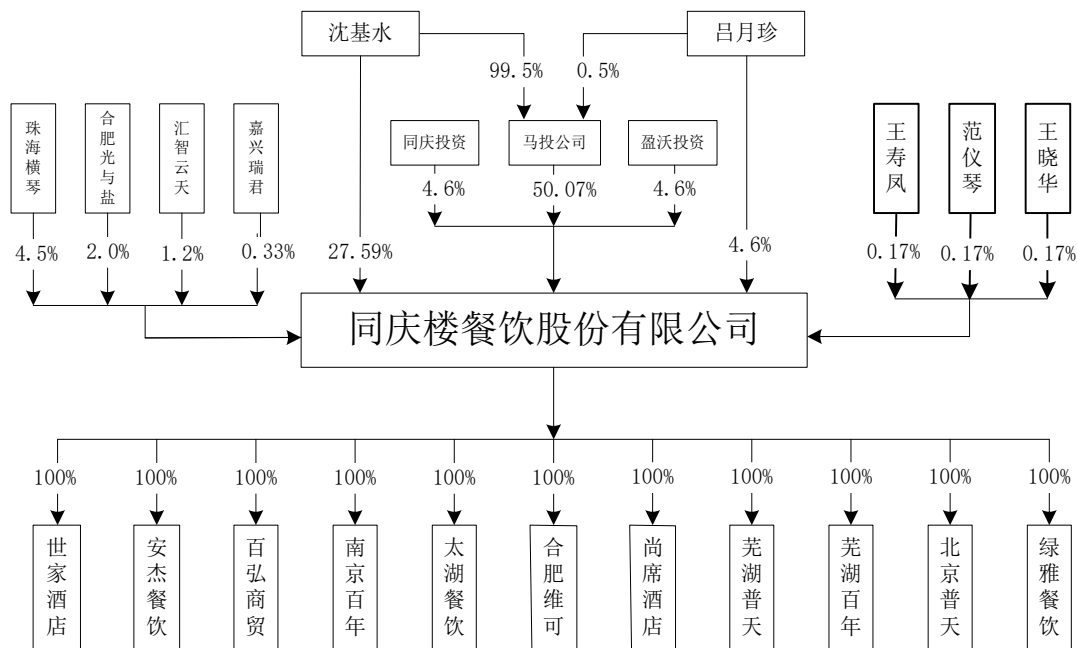 沈基水
吕月珍
99.5%
0.5%
珠海横琴
合肥光与盐
汇智云天
嘉兴瑞君
同庆投资
马投公司
盈沃投资
王寿凤
范仪琴
王晓华
4.6%
50.07%
4.6%
4.5%
2.0%
1.2%
0.33%
27.59%
4.6%
0.17%
0.17%
0.17%
同庆楼餐饮股份有限公司
100%
100%
100%
100%
100%
100%
100%
100%
100%
100%
100%
世家酒店
安杰餐饮
百弘商贸
南京百年
太湖餐饮
合肥维可
尚席酒店
芜湖普天
芜湖百年
北京普天
绿雅餐饮